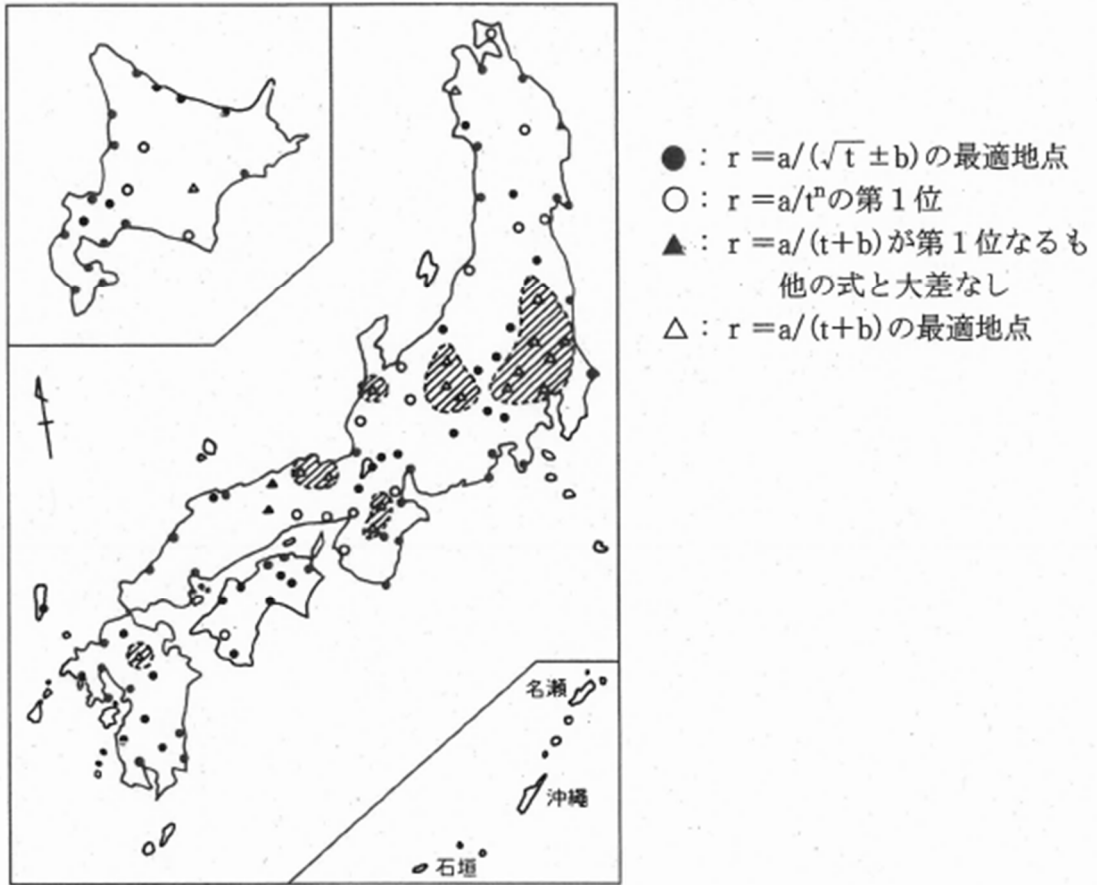 ●： r＝a/(√t±b)の最適地点
○： r＝a/tⁿの第１位
▲： r＝a/(t＋b)が第１位なるも
他の式と大差なし
△： r＝a/(t＋b)の最適地点
名瀬
沖縄
石垣